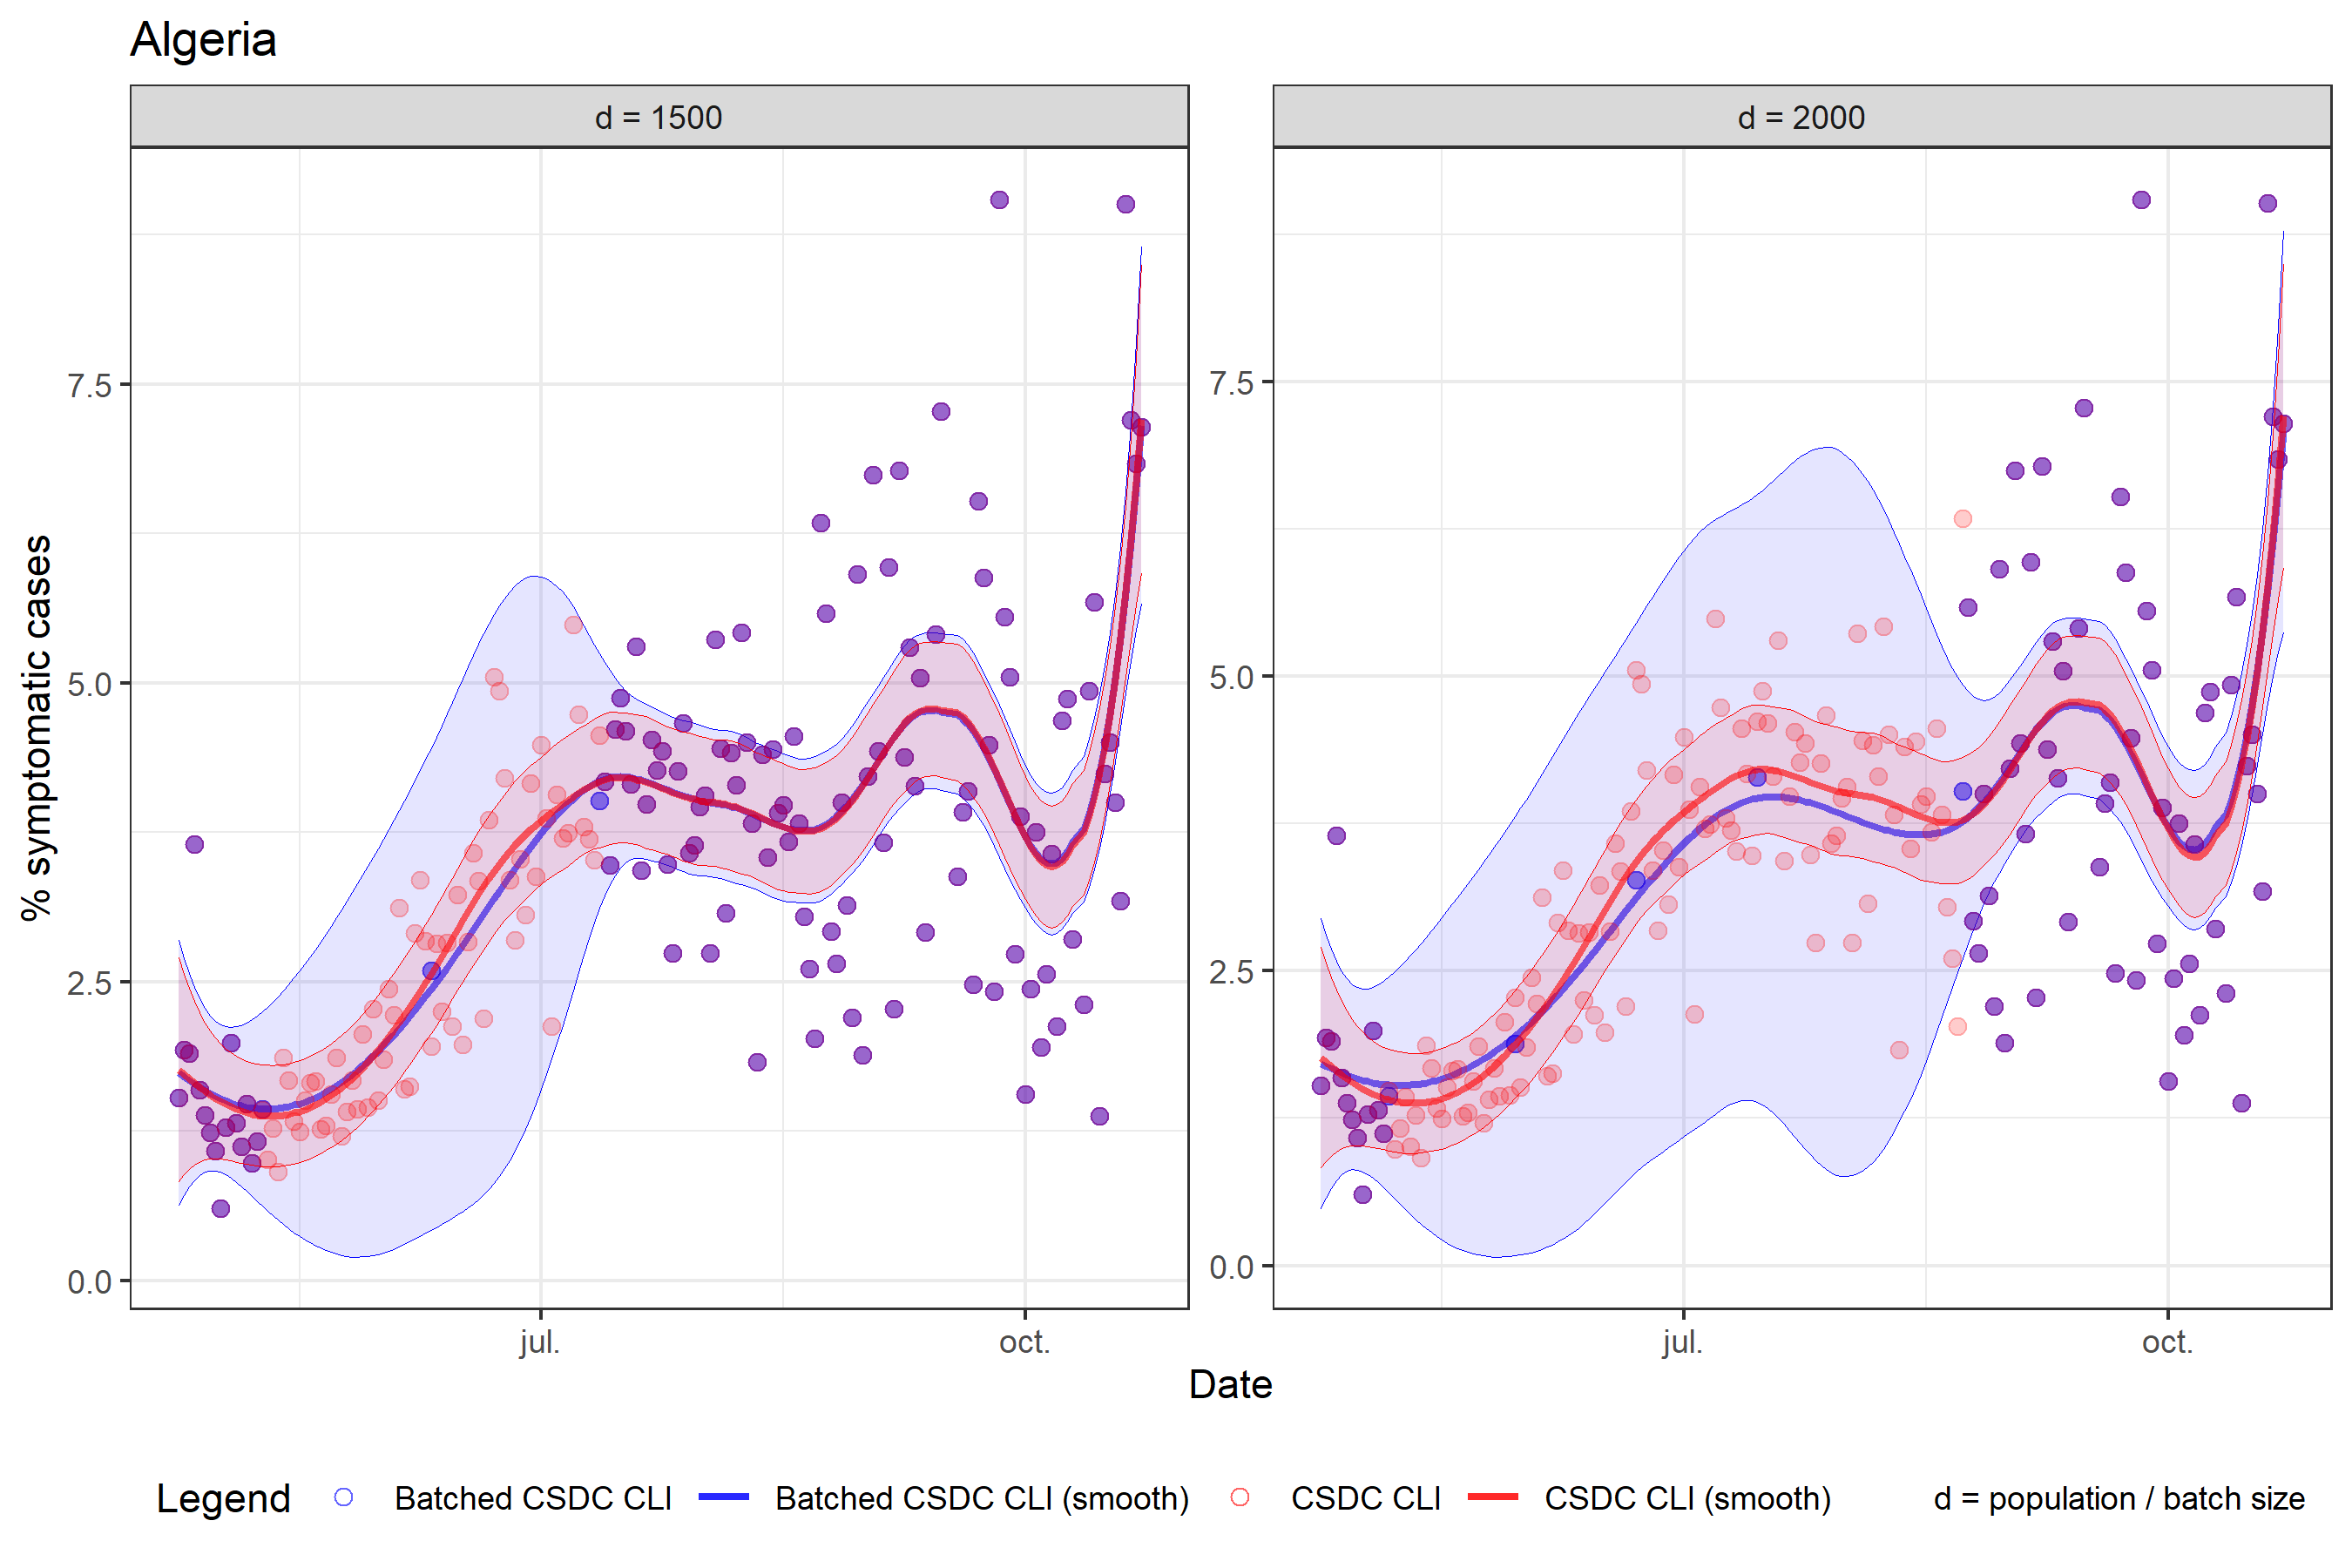 Algeria
d = 1500
d = 2000
% symptomatic cases
7.5
5.0
2.5
0.0
7.5
5.0
2.5
0.0
jul.
oct.
jul.
oct.
Date
Legend
Batched CSDC CLI
Batched CSDC CLI (smooth)
CSDC CLI
CSDC CLI (smooth)
d = population / batch size